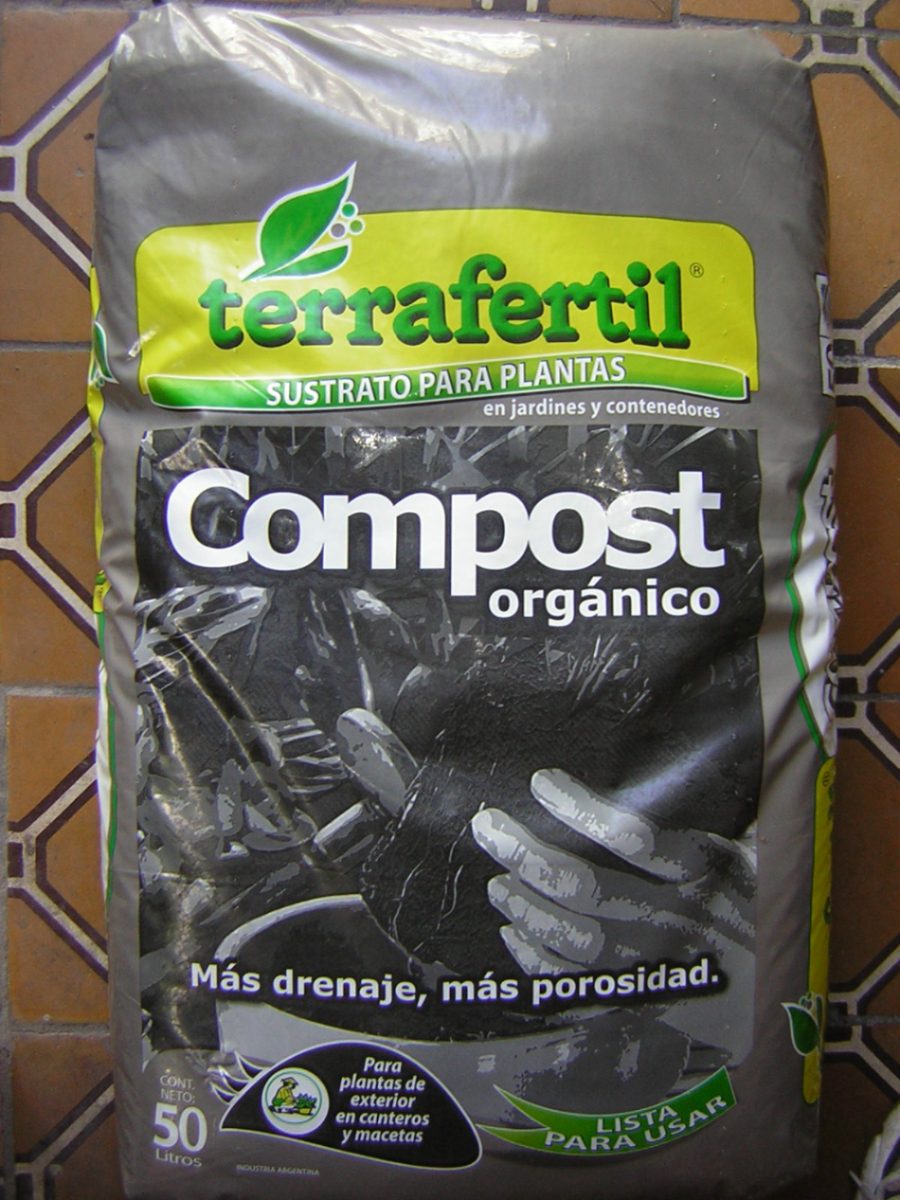 terrafertil®
SUSTRATO PARA PLANTAS
en jardines y contenedores
Compost
orgánico
Más drenaje, más porosidad.
CONT.
NETO:
50
Litros
Para
plantas de
exterior
en canteros
y macetas
LISTA
PARA USAR
INDUSTRIA ARGENTINA